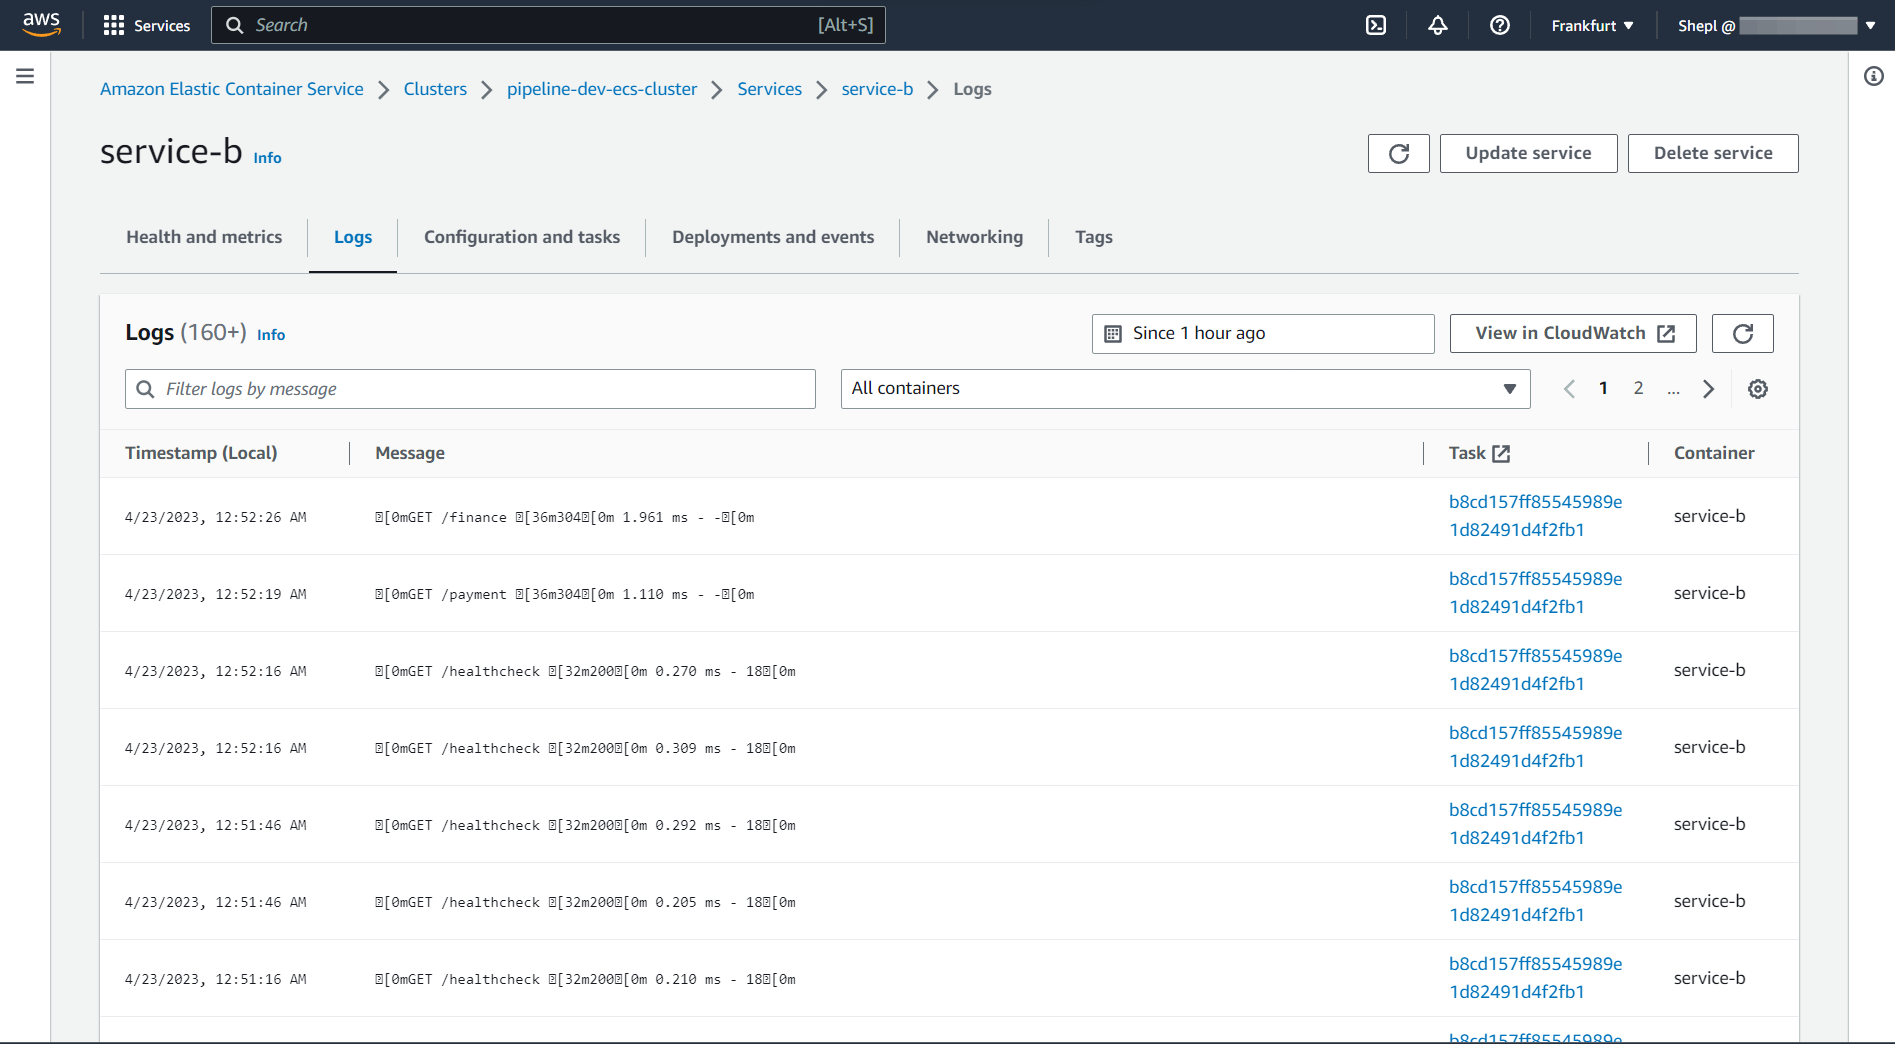 aws Services Search [Alt+S] Frankfurt Shepl @
Amazon Elastic Container Service Clusters pipeline-dev-ecs-cluster Services service-b Logs
service-b Info Update service Delete service
Health and metrics Logs Configuration and tasks Deployments and events Networking Tags
Logs (160+) Info Since 1 hour ago View in CloudWatch
Filter logs by message All containers 1 2 ...
Timestamp (Local) Message Task Container
4/23/2023, 12:52:26 AM [0mGET /finance [36m304[0m 1.961 ms - -[0m b8cd157ff85545989e service-b
1d82491d4f2fb1
4/23/2023, 12:52:19 AM [0mGET /payment [36m304[0m 1.110 ms - -[0m b8cd157ff85545989e service-b
1d82491d4f2fb1
4/23/2023, 12:52:16 AM [0mGET /healthcheck [32m200[0m 0.270 ms - 18[0m b8cd157ff85545989e service-b
1d82491d4f2fb1
4/23/2023, 12:52:16 AM [0mGET /healthcheck [32m200[0m 0.309 ms - 18[0m b8cd157ff85545989e service-b
1d82491d4f2fb1
4/23/2023, 12:51:46 AM [0mGET /healthcheck [32m200[0m 0.292 ms - 18[0m b8cd157ff85545989e service-b
1d82491d4f2fb1
4/23/2023, 12:51:46 AM [0mGET /healthcheck [32m200[0m 0.205 ms - 18[0m b8cd157ff85545989e service-b
1d82491d4f2fb1
4/23/2023, 12:51:16 AM [0mGET /healthcheck [32m200[0m 0.210 ms - 18[0m b8cd157ff85545989e service-b
1d82491d4f2fb1
b8cd157ff85545989e